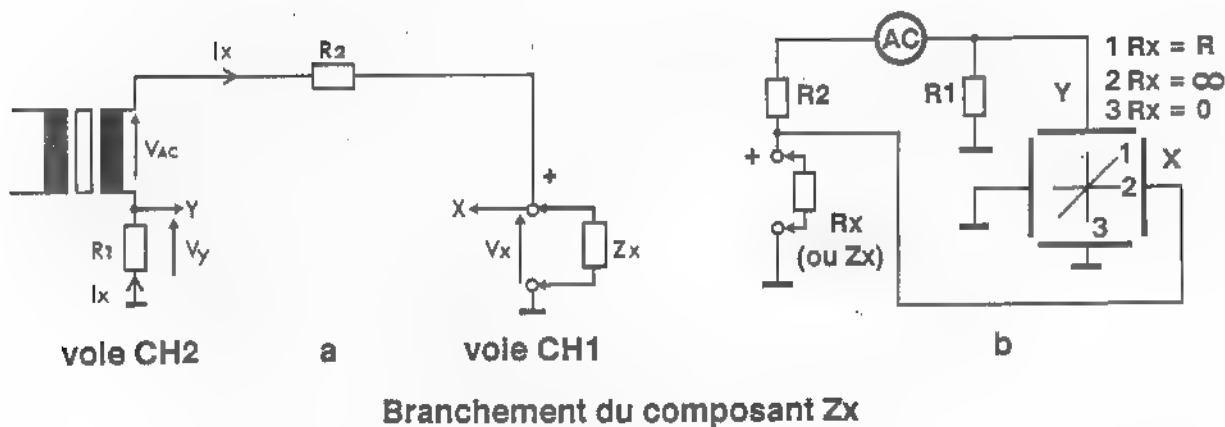 Ix
R2
VAC
Y
R1
Vy
Ix
X
+
Vx
Zx
voie CH2
a
voie CH1
AC
R2
R1
Y
1 Rx = R
2 Rx = ∞
3 Rx = 0
+
Rx
(ou Zx)
1
2
3
X
b
Branchement du composant Zx